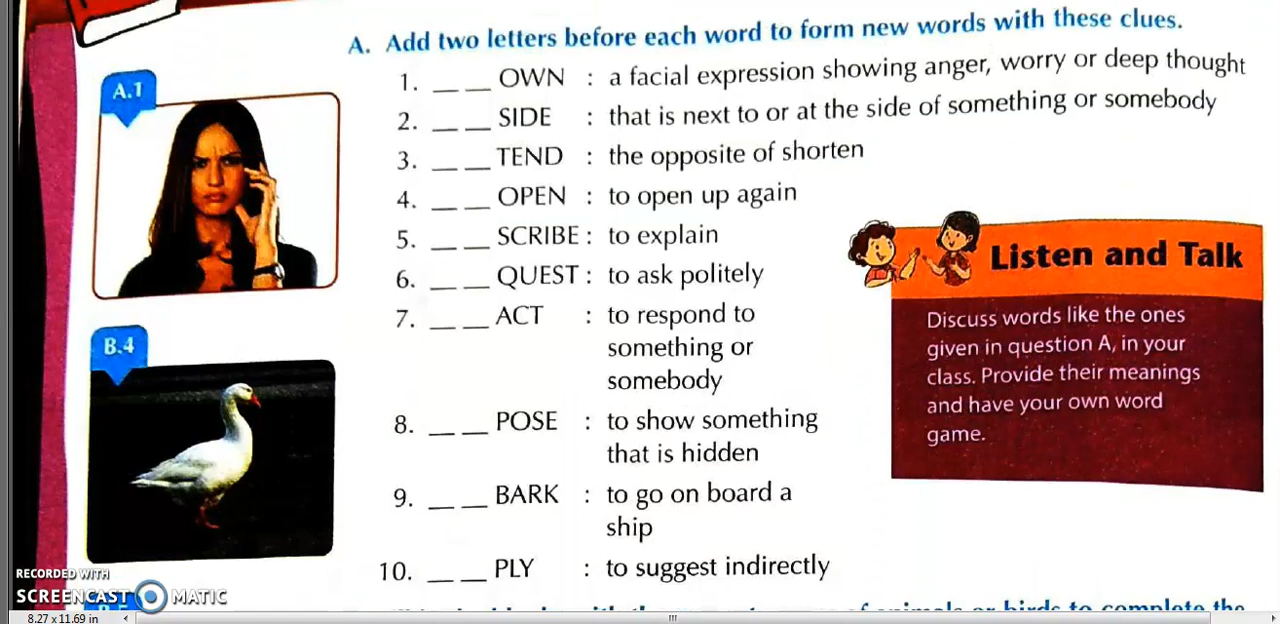 A. Add two letters before each word to form new words with these clues.
A.1
1. __ __ OWN : a facial expression showing anger, worry or deep thought
2. __ __ SIDE : that is next to or at the side of something or somebody
3. __ __ TEND : the opposite of shorten
4. __ __ OPEN : to open up again
5. __ __ SCRIBE : to explain
6. __ __ QUEST : to ask politely
7. __ __ ACT : to respond to
something or
somebody
8. __ __ POSE : to show something
that is hidden
9. __ __ BARK : to go on board a
ship
10. __ __ PLY : to suggest indirectly
B.4
Listen and Talk
Discuss words like the ones
given in question A, in your
class. Provide their meanings
and have your own word
game.
RECORDED WITH
SCREENCAST MATIC
B.5
8.27 x 11.69 in